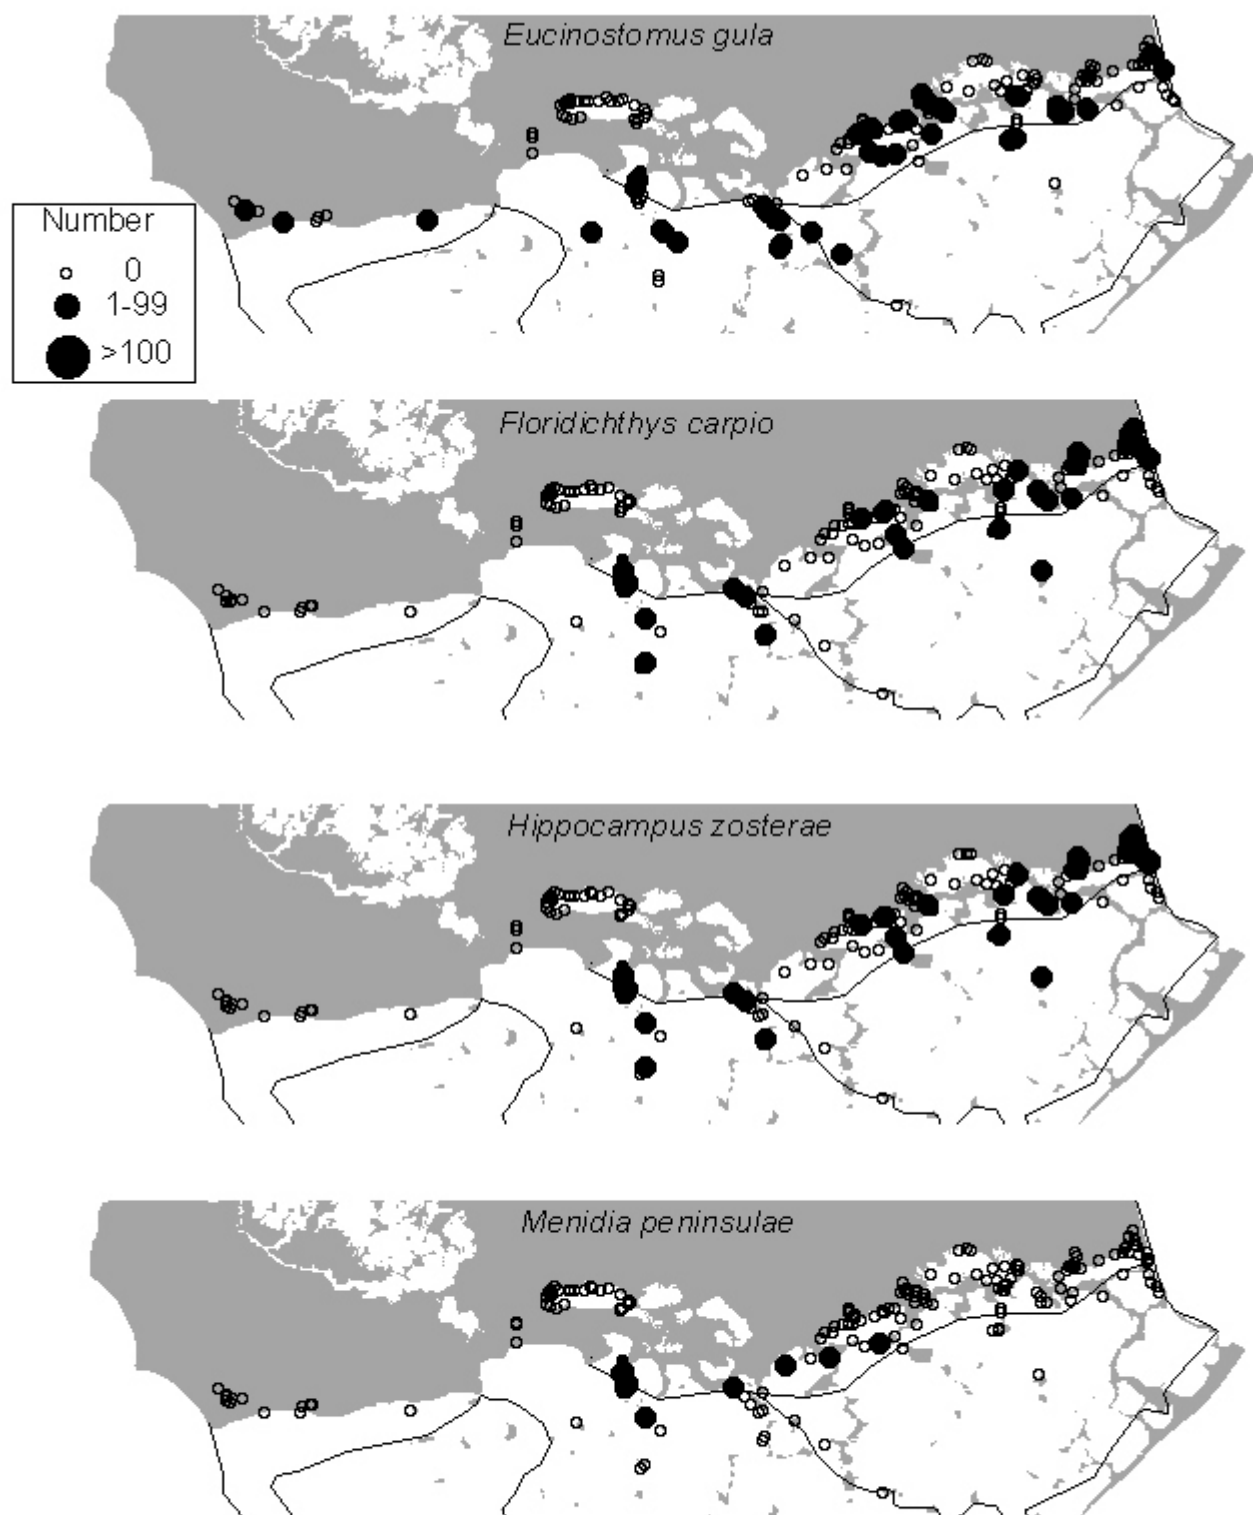 Eucinostomus gula
Number
0
1-99
>100
Floridichthys carpio
Hippocampus zosterae
Menidia peninsulae